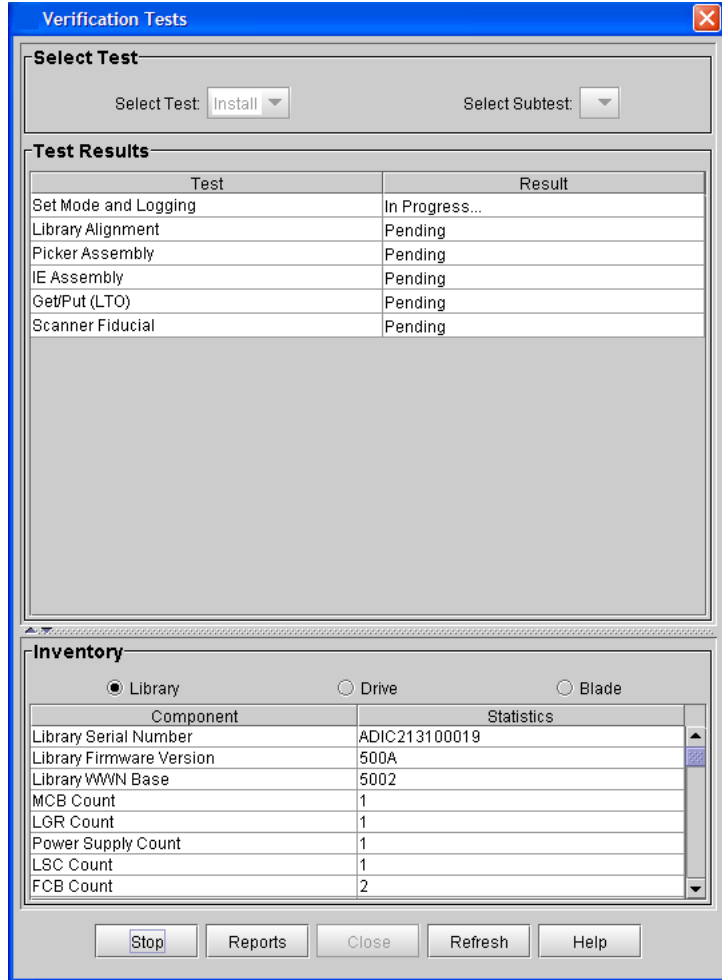 Verification Tests
Select Test
Select Test: Install
Select Subtest:
Test Results
Test Result
Set Mode and Logging In Progress...
Library Alignment Pending
Picker Assembly Pending
IE Assembly Pending
Get/Put (LTO) Pending
Scanner Fiducial Pending
Inventory
Library Drive Blade
Component Statistics
Library Serial Number ADIC213100019
Library Firmware Version 500A
Library WWN Base 5002
MCB Count 1
LGR Count 1
Power Supply Count 1
LSC Count 1
FCB Count 2
Stop Reports Close Refresh Help